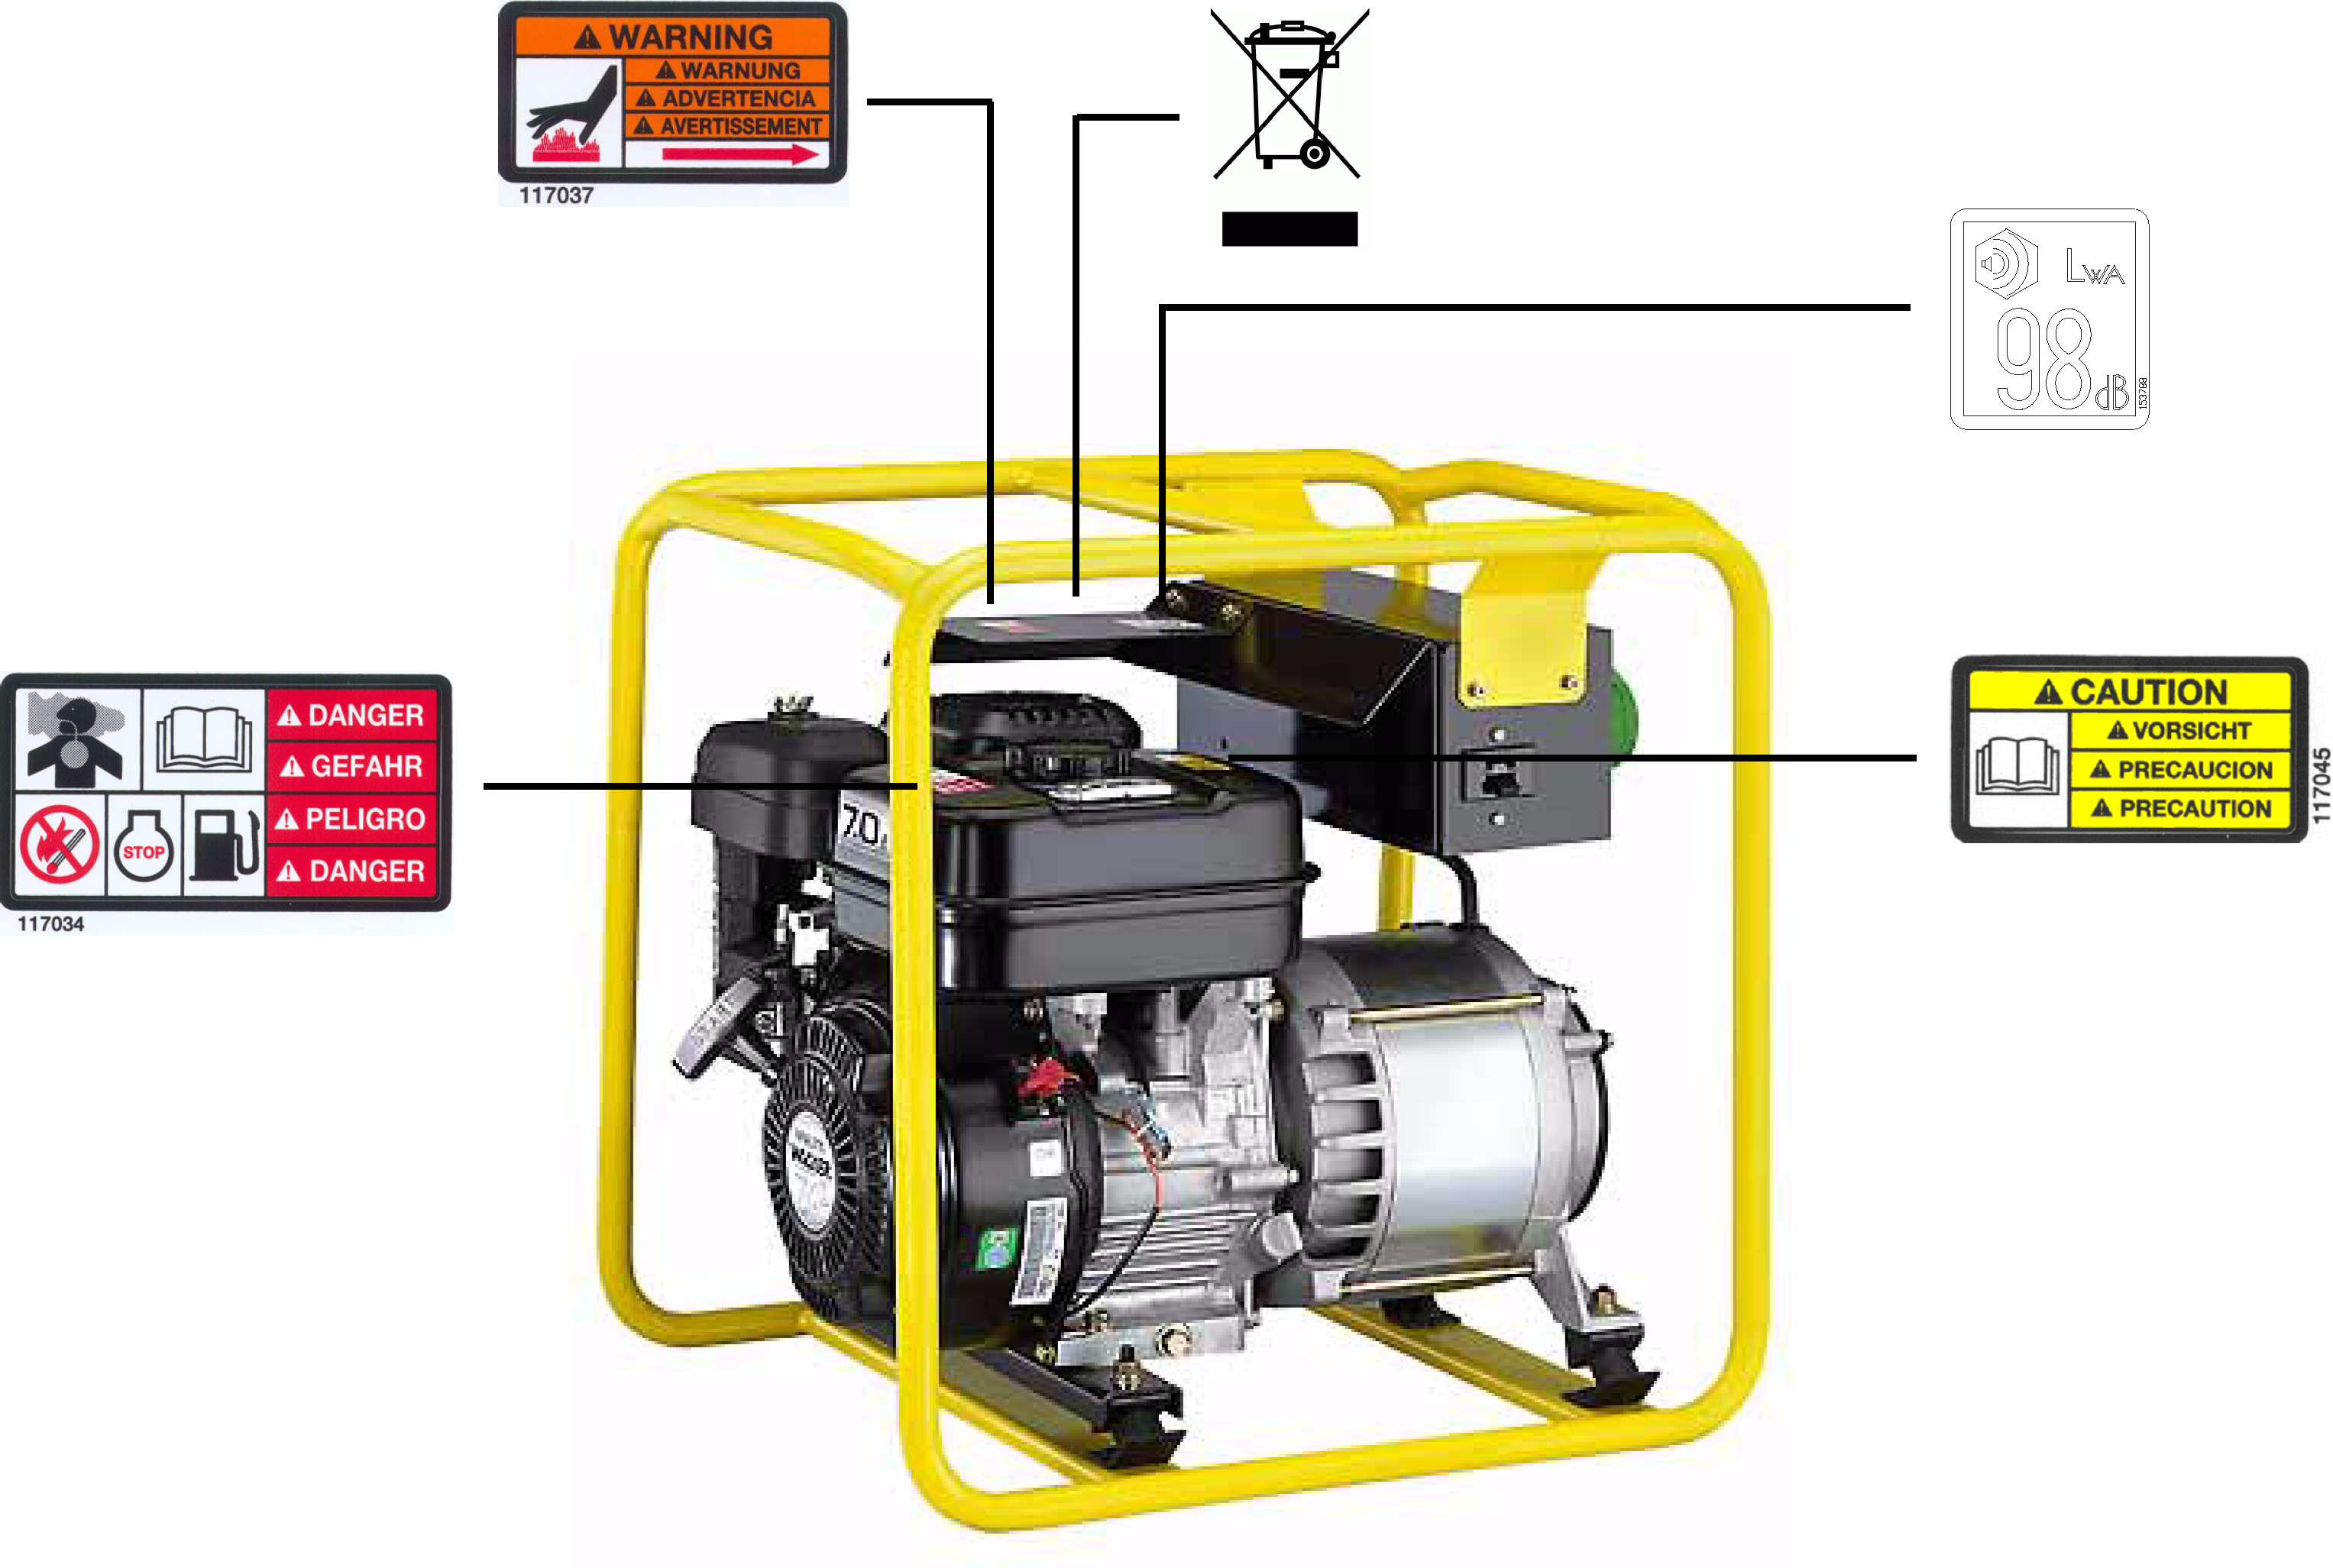 WARNING
WARNUNG
ADVERTENCIA
AVERTISSEMENT
117037
LWA
98
dB
153700
DANGER
GEFAHR
STOP
PELIGRO
DANGER
117034
CAUTION
VORSICHT
PRECAUCION
PRECAUTION
117045
7.0